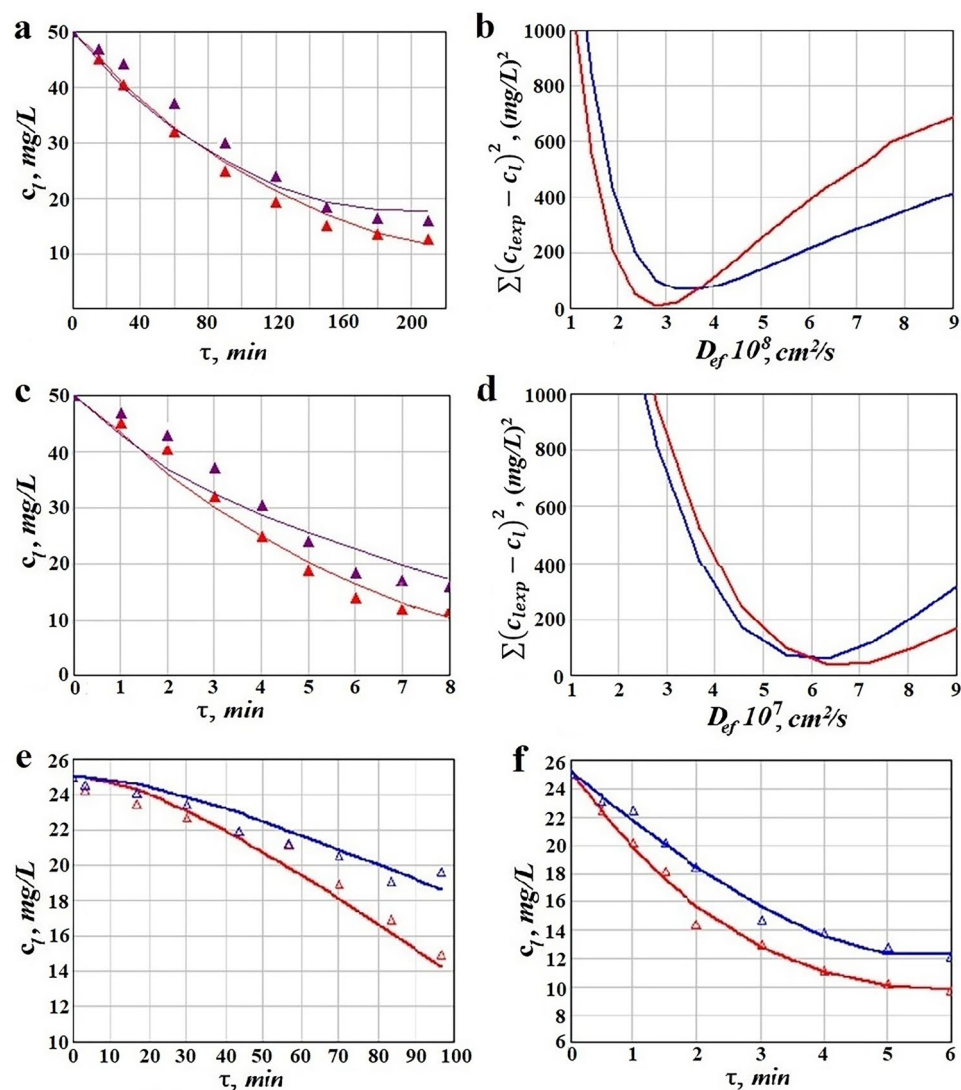 a
50
40
30
20
10
0 40 80 120 160 200
c_l, mg/L
τ, min
b
1000
800
600
400
200
0
1 2 3 4 5 6 7 8 9
Σ(c_lexp − c_l)², (mg/L)²
D_ef 10⁸, cm²/s
c
50
40
30
20
10
0
0 1 2 3 4 5 6 7 8
c_l, mg/L
τ, min
d
1000
800
600
400
200
0
1 2 3 4 5 6 7 8 9
Σ(c_lexp − c_l)², (mg/L)²
D_ef 10⁷, cm²/s
e
26
24
22
20
18
16
14
12
10
0 10 20 30 40 50 60 70 80 90 100
c_l, mg/L
τ, min
f
26
24
22
20
18
16
14
12
10
8
6
0 1 2 3 4 5 6
c_l, mg/L
τ, min